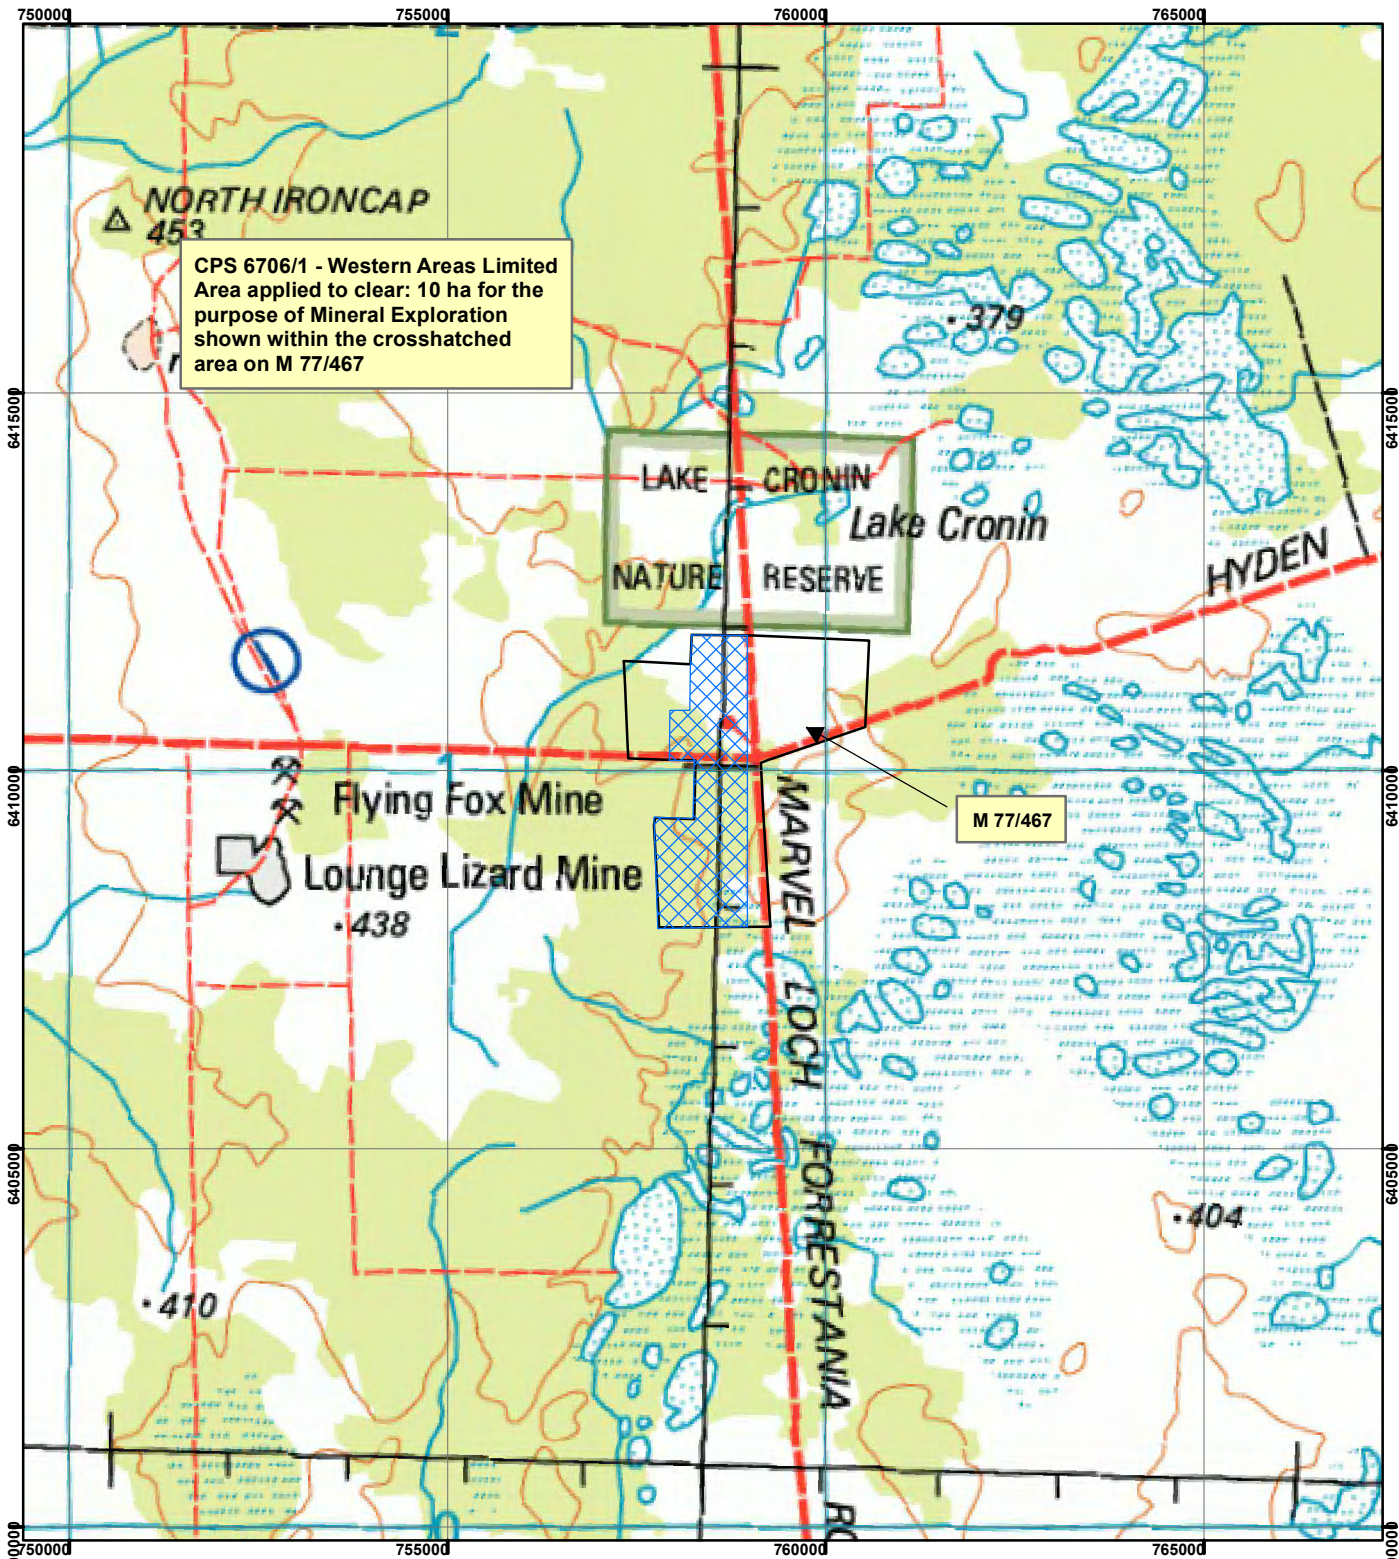 750000 755000 760000 765000
NORTH IRONCAP
453
CPS 6706/1 - Western Areas Limited
Area applied to clear: 10 ha for the
purpose of Mineral Exploration
shown within the crosshatched
area on M 77/467
379
6415000
6415000
LAKE CRONIN
Lake Cronin
NATURE RESERVE
HYDEN
6410000
6410000
Flying Fox Mine
M 77/467
Lounge Lizard Mine
438
MARVEL LOCH FORRESTANIA
6405000
6405000
404
410
750000 755000 760000 765000